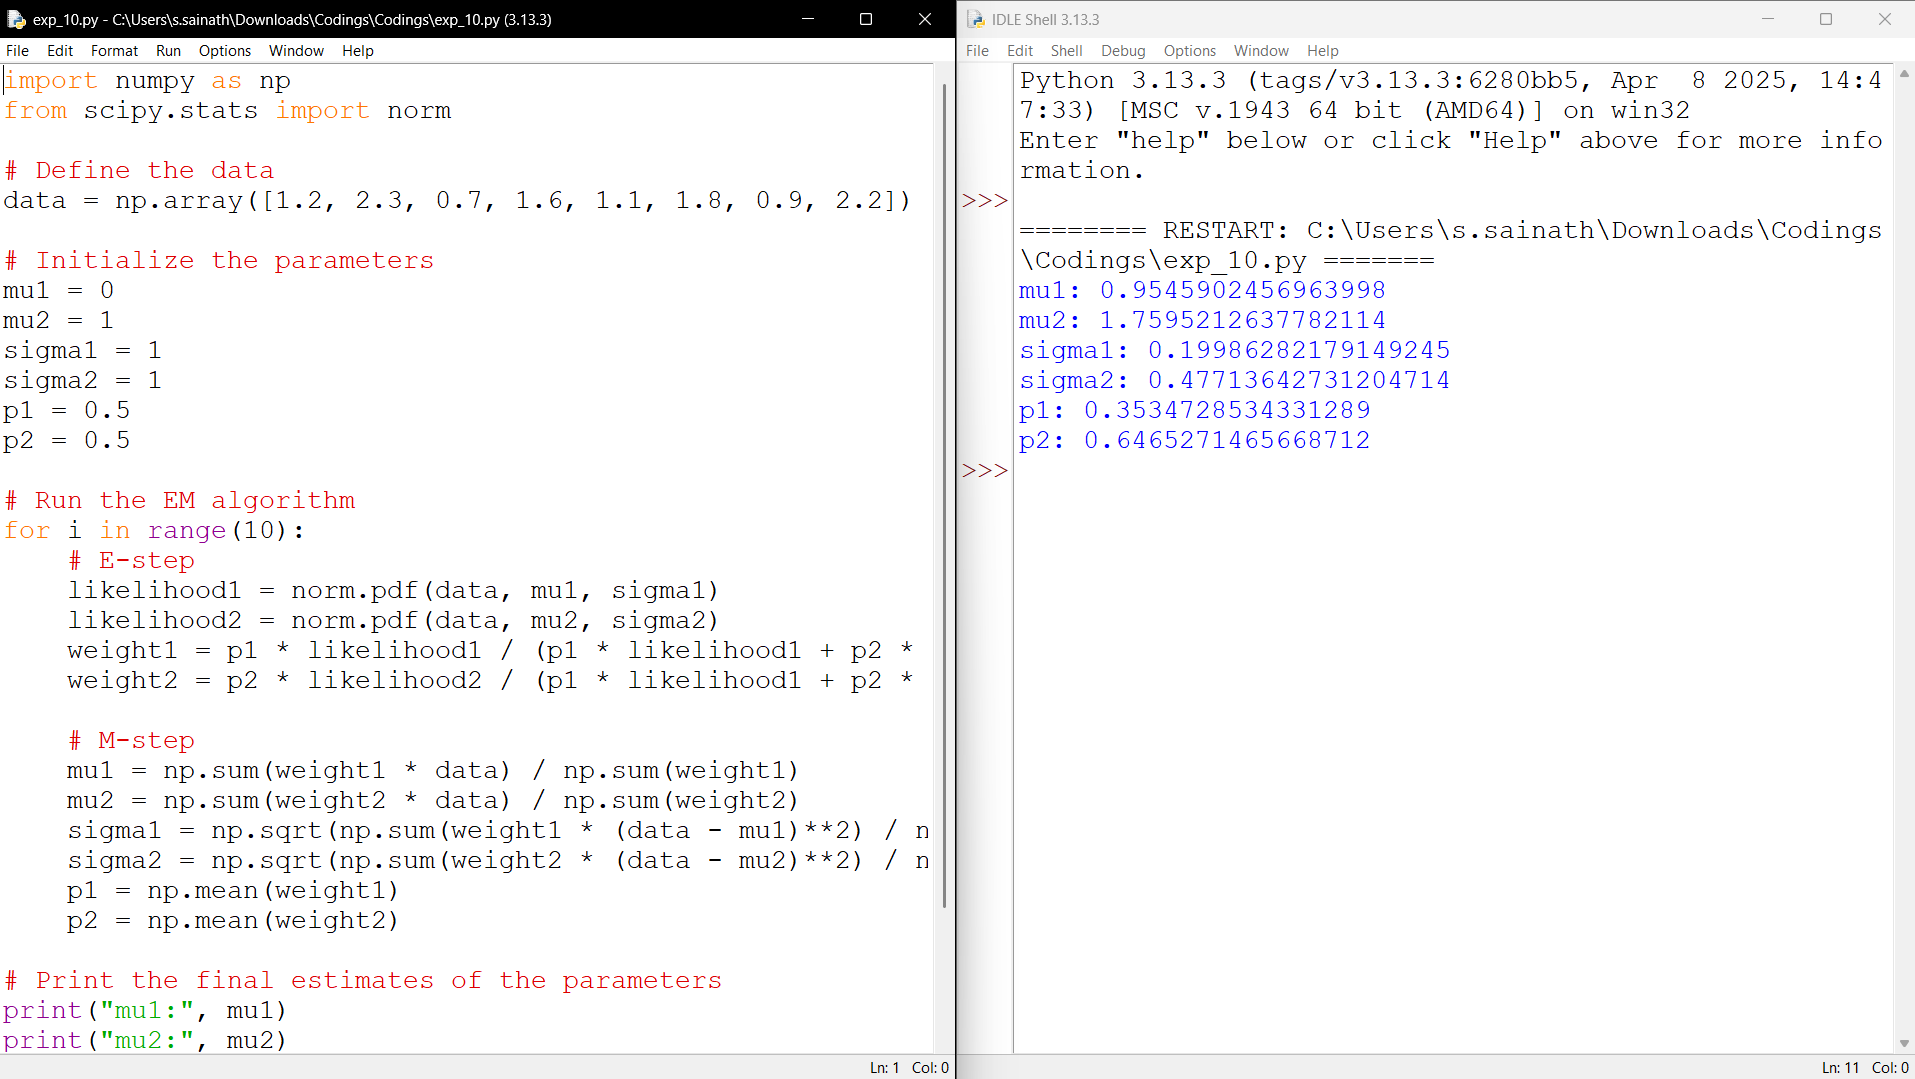 exp_10.py - C:\Users\s.sainath\Downloads\Codings\Codings\exp_10.py (3.13.3)
File Edit Format Run Options Window Help
import numpy as np
from scipy.stats import norm

# Define the data
data = np.array([1.2, 2.3, 0.7, 1.6, 1.1, 1.8, 0.9, 2.2])

# Initialize the parameters
mu1 = 0
mu2 = 1
sigma1 = 1
sigma2 = 1
p1 = 0.5
p2 = 0.5

# Run the EM algorithm
for i in range(10):
    # E-step
    likelihood1 = norm.pdf(data, mu1, sigma1)
    likelihood2 = norm.pdf(data, mu2, sigma2)
    weight1 = p1 * likelihood1 / (p1 * likelihood1 + p2 *
    weight2 = p2 * likelihood2 / (p1 * likelihood1 + p2 *

    # M-step
    mu1 = np.sum(weight1 * data) / np.sum(weight1)
    mu2 = np.sum(weight2 * data) / np.sum(weight2)
    sigma1 = np.sqrt(np.sum(weight1 * (data - mu1)**2) / n
    sigma2 = np.sqrt(np.sum(weight2 * (data - mu2)**2) / n
    p1 = np.mean(weight1)
    p2 = np.mean(weight2)

# Print the final estimates of the parameters
print("mu1:", mu1)
print("mu2:", mu2)
Ln: 1 Col: 0
IDLE Shell 3.13.3
File Edit Shell Debug Options Window Help
Python 3.13.3 (tags/v3.13.3:6280bb5, Apr  8 2025, 14:4
7:33) [MSC v.1943 64 bit (AMD64)] on win32
Enter "help" below or click "Help" above for more info
rmation.
>>>
======== RESTART: C:\Users\s.sainath\Downloads\Codings
\Codings\exp_10.py =======
mu1: 0.9545902456963998
mu2: 1.7595212637782114
sigma1: 0.19986282179149245
sigma2: 0.47713642731204714
p1: 0.3534728534331289
p2: 0.6465271465668712
>>>
Ln: 11 Col: 0